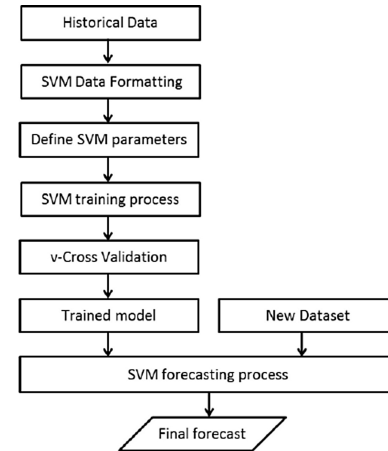 Historical Data
SVM Data Formatting
Define SVM parameters
SVM training process
v-Cross Validation
Trained model
New Dataset
SVM forecasting process
Final forecast